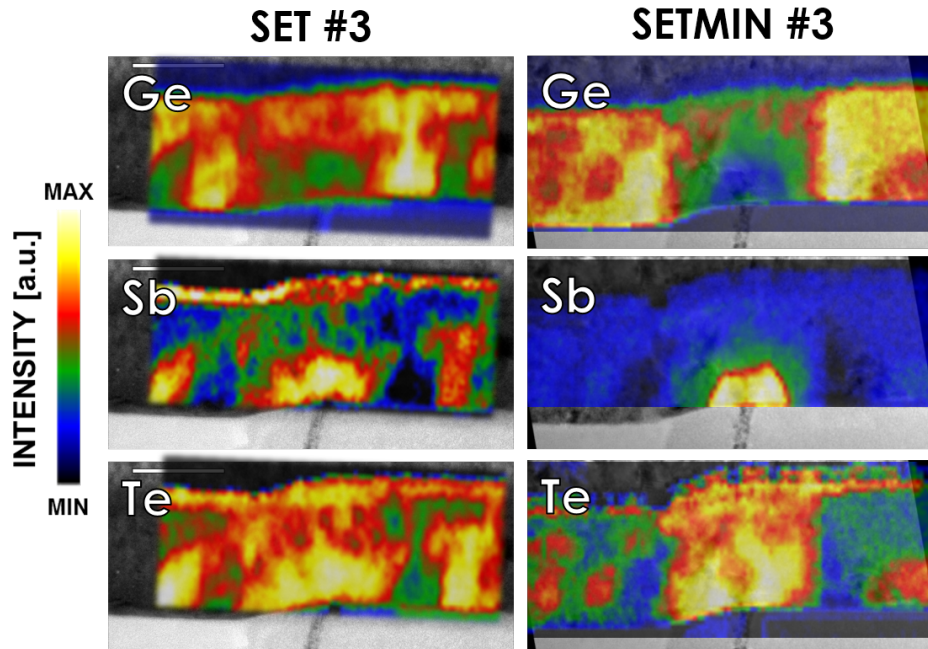 SET #3
SETMIN #3
Ge
Ge
MAX
INTENSITY [a.u.]
Sb
Sb
MIN
Te
Te